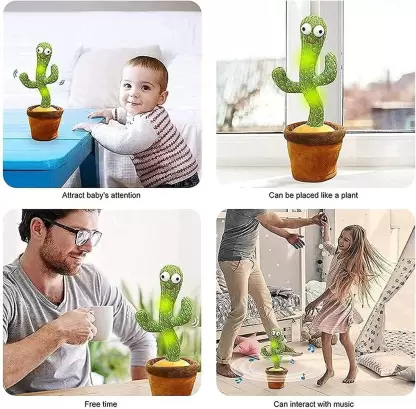 Attract baby's attention
Can be placed like a plant
Free time
Can interact with music